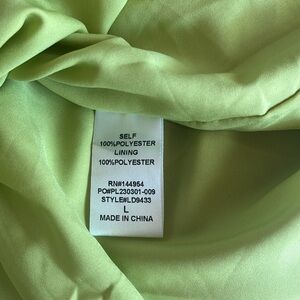 SELF
100%POLYESTER
LINING
100%POLYESTER
RN#144954
PO#PL230301-009
STYLE#LD9433
L
MADE IN CHINA